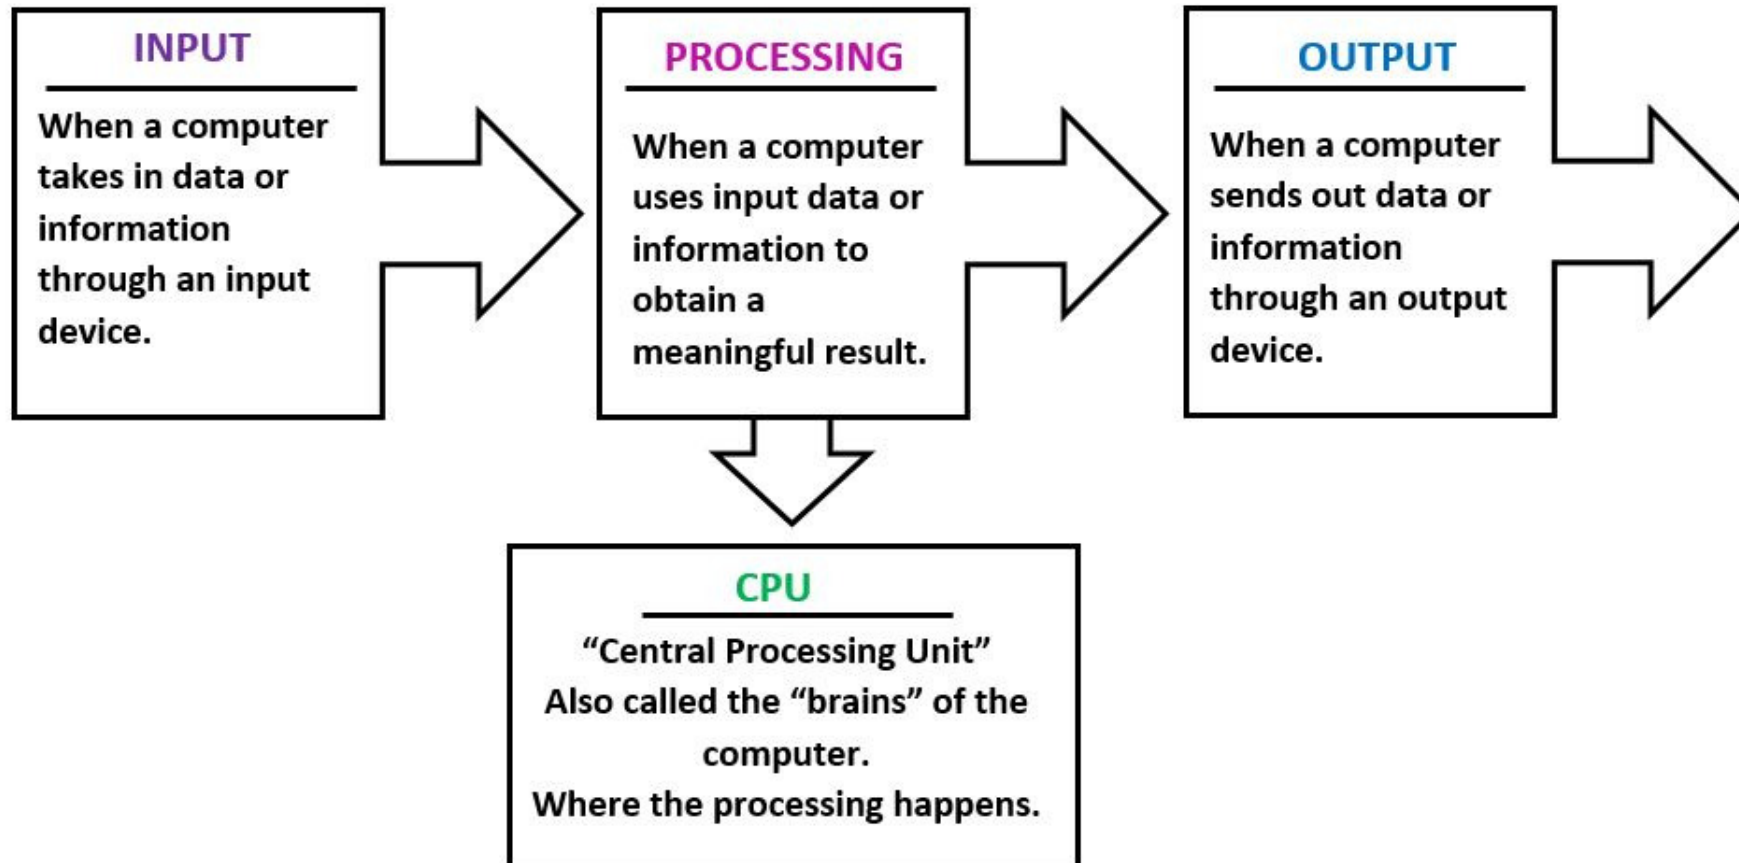 INPUT
When a computer
takes in data or
information
through an input
device.
PROCESSING
When a computer
uses input data or
information to
obtain a
meaningful result.
OUTPUT
When a computer
sends out data or
information
through an output
device.
CPU
“Central Processing Unit”
Also called the “brains” of the
computer.
Where the processing happens.